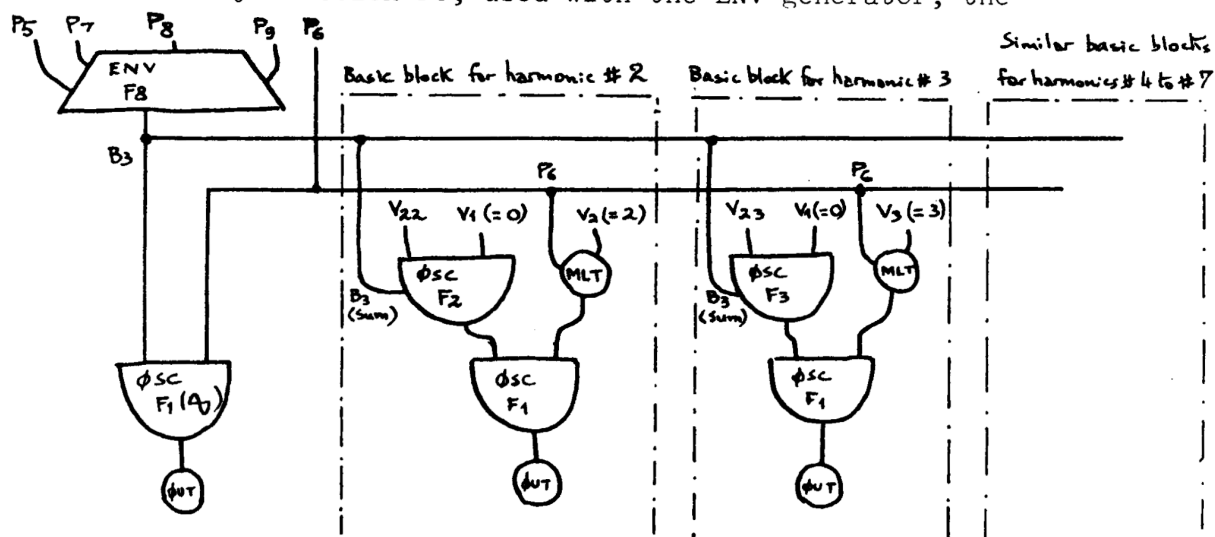 used with the ENV generator, the
P5 P7 P8 P9 P6
ENV
F8
B3
Basic block for harmonic # 2
Basic block for harmonic # 3
Similar basic blocks
for harmonics # 4 to # 7
P6
V22 V1 (=0) V2 (=2)
ØSC
F2
MLT
B3
(Sum)
ØSC
F1
ØUT
P6
V23 V1 (=0) V3 (=3)
ØSC
F3
MLT
B3
(Sum)
ØSC
F1
ØUT
ØSC
F1 (∿)
ØUT